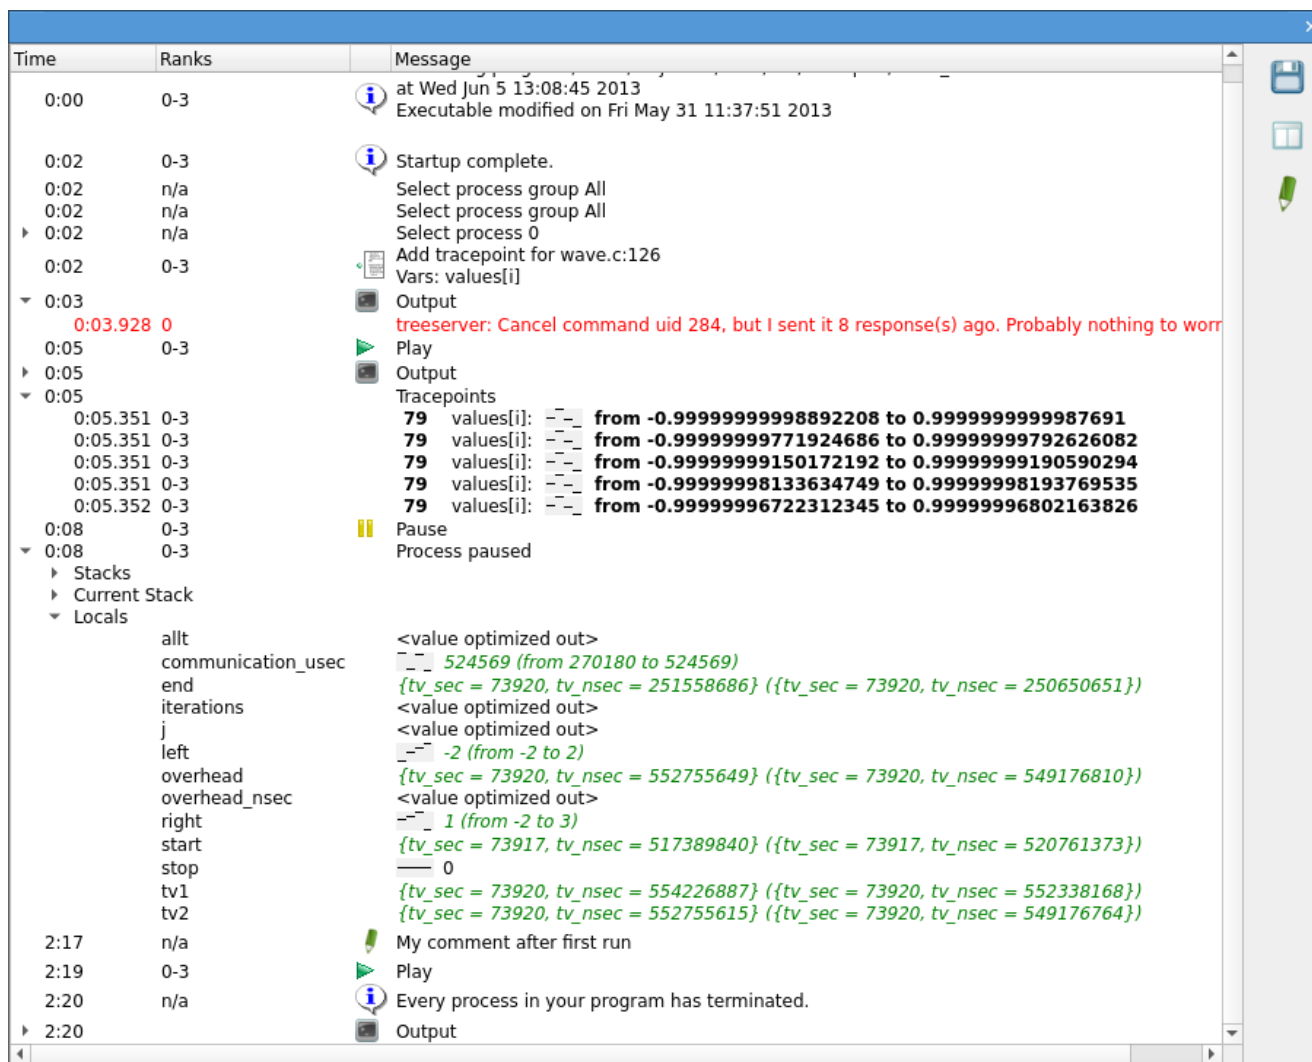 Time Ranks Message
at Wed Jun 5 13:08:45 2013
0:00 0-3
Executable modified on Fri May 31 11:37:51 2013
0:02 0-3 Startup complete.
0:02 n/a Select process group All
0:02 n/a Select process group All
0:02 n/a Select process 0
Add tracepoint for wave.c:126
0:02 0-3
Vars: values[i]
0:03 Output
0:03.928 0 treeserver: Cancel command uid 284, but I sent it 8 response(s) ago. Probably nothing to
0:05 0-3 Play
0:05 Output
0:05 Tracepoints
0:05.351 0-3 79 values[i]: from -0.99999999998892208 to 0.9999999999987691
0:05.351 0-3 79 values[i]: from -0.99999999771924686 to 0.99999999792626082
0:05.351 0-3 79 values[i]: from -0.99999999150172192 to 0.99999999190590294
0:05.351 0-3 79 values[i]: from -0.99999998133634749 to 0.99999998193769535
0:05.352 0-3 79 values[i]: from -0.99999996722312345 to 0.99999996802163826
0:08 0-3 Pause
0:08 0-3 Process paused
Stacks
Current Stack
Locals
allt <value optimized out>
communication_usec 524569 (from 270180 to 524569)
end {tv_sec = 73920, tv_nsec = 251558686} ({tv_sec = 73920, tv_nsec = 250650651})
iterations <value optimized out>
j <value optimized out>
left -2 (from -2 to 2)
overhead {tv_sec = 73920, tv_nsec = 552755649} ({tv_sec = 73920, tv_nsec = 549176810})
overhead_nsec <value optimized out>
right 1 (from -2 to 3)
start {tv_sec = 73917, tv_nsec = 517389840} ({tv_sec = 73917, tv_nsec = 520761373})
stop 0
tv1 {tv_sec = 73920, tv_nsec = 554226887} ({tv_sec = 73920, tv_nsec = 552338168})
tv2 {tv_sec = 73920, tv_nsec = 552755615} ({tv_sec = 73920, tv_nsec = 549176764})
2:17 n/a My comment after first run
2:19 0-3 Play
2:20 n/a Every process in your program has terminated.
2:20 Output